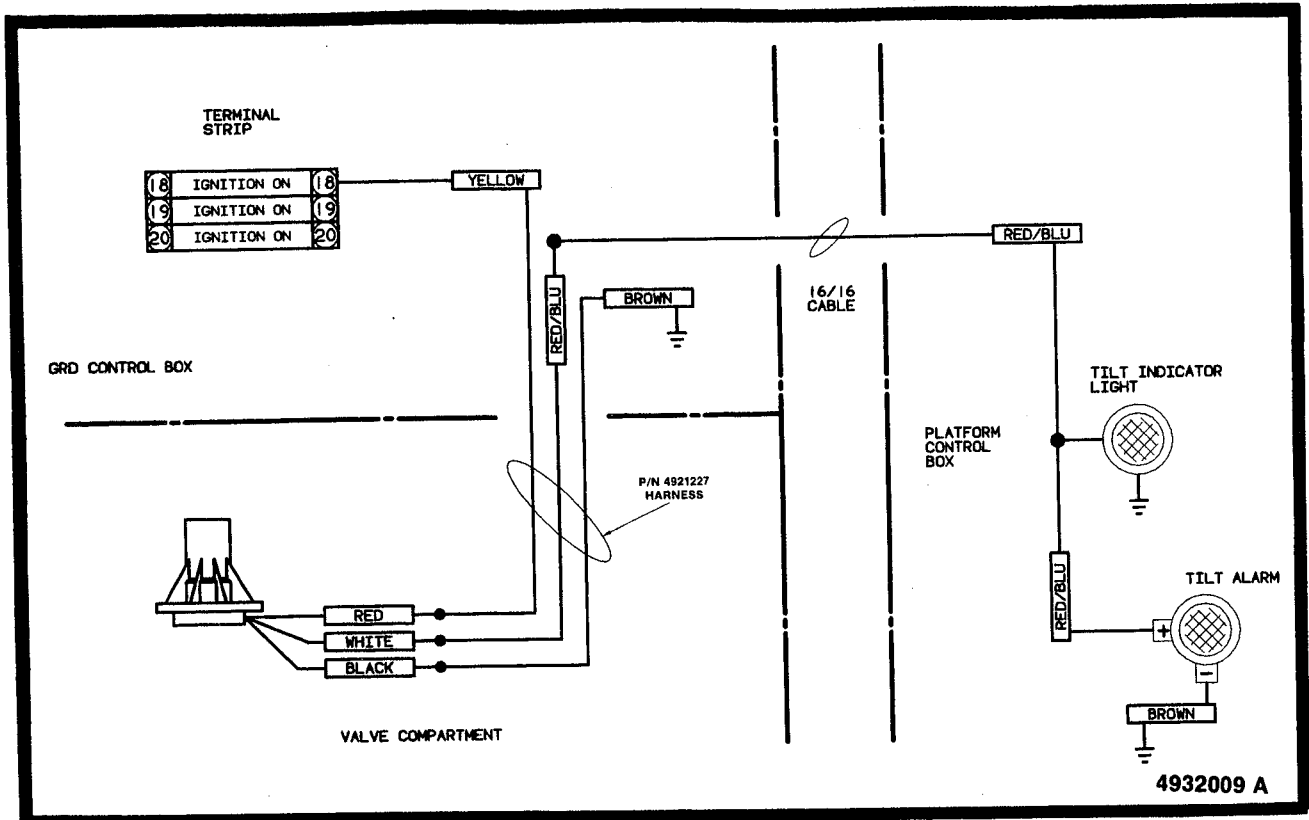 TERMINAL
STRIP
18 IGNITION ON 18
19 IGNITION ON 19
20 IGNITION ON 20
YELLOW
RED/BLU
BROWN
RED/BLU
16/16
CABLE
GRD CONTROL BOX
TILT INDICATOR
LIGHT
PLATFORM
CONTROL
BOX
P/N 4921227
HARNESS
RED
WHITE
BLACK
RED/BLU
TILT ALARM
+
-
BROWN
VALVE COMPARTMENT
4932009 A